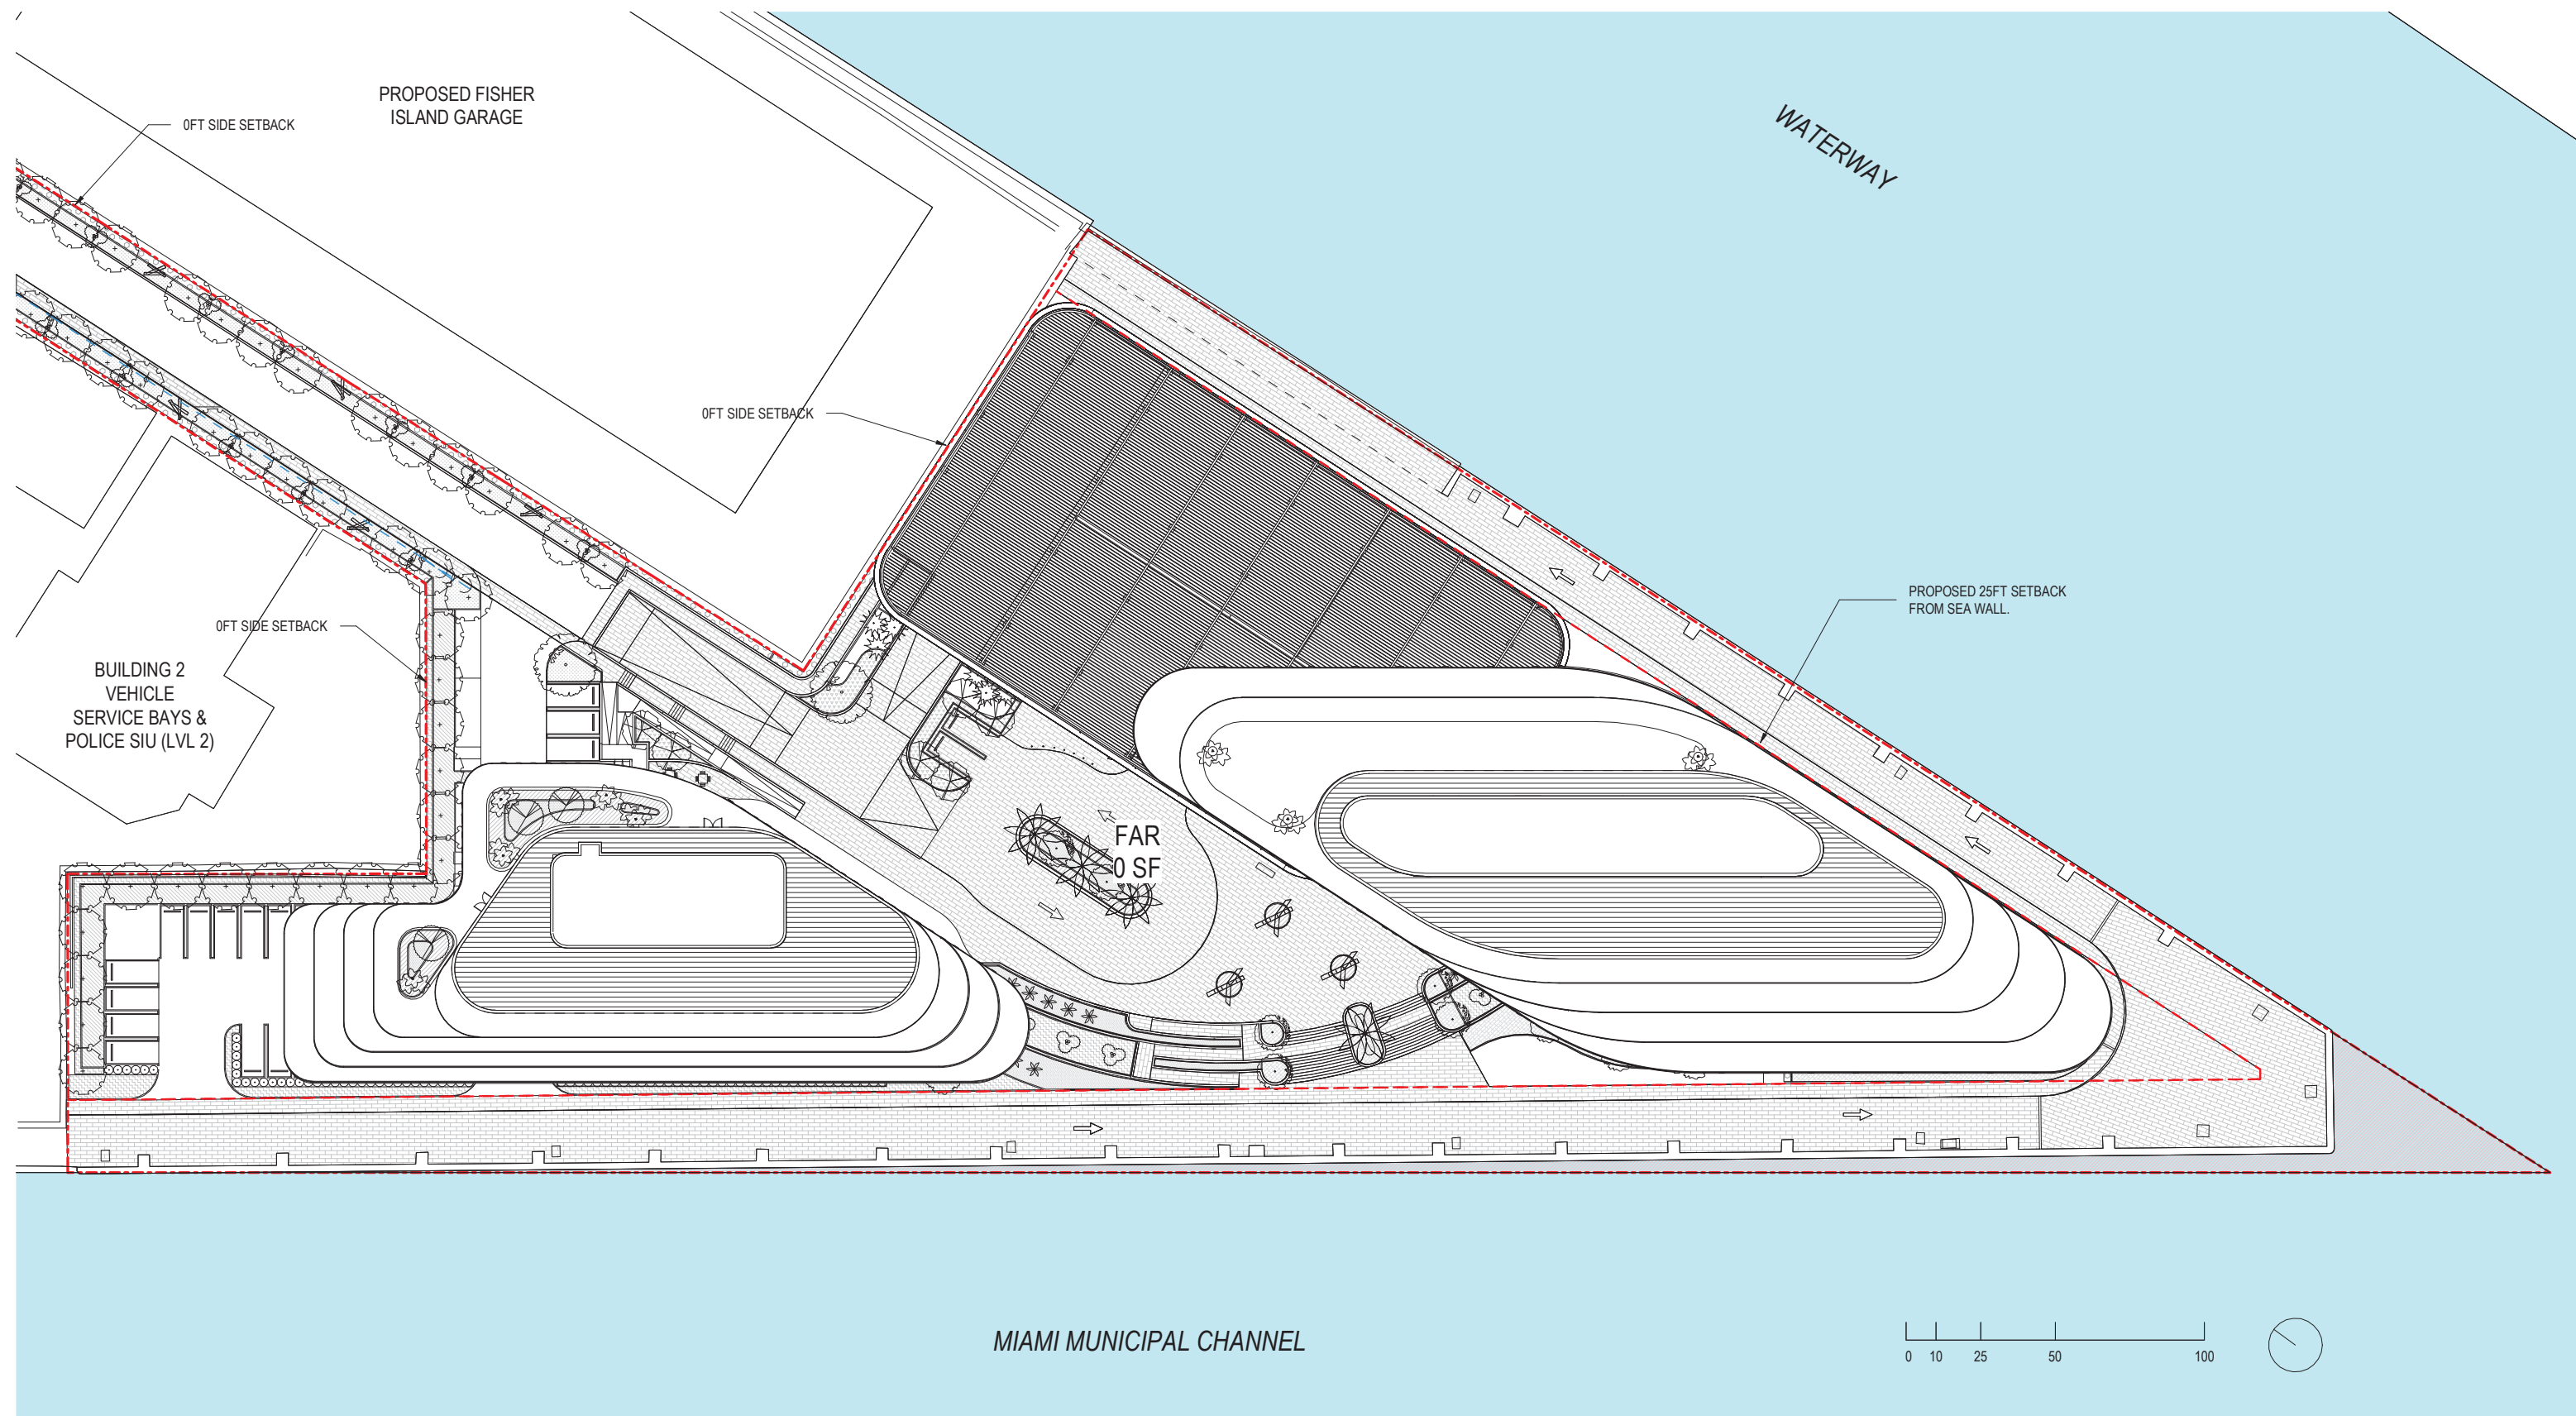 PROPOSED FISHER
ISLAND GARAGE
0FT SIDE SETBACK
WATERWAY
0FT SIDE SETBACK
PROPOSED 25FT SETBACK
FROM SEA WALL.
0FT SIDE SETBACK
BUILDING 2
VEHICLE
SERVICE BAYS &
POLICE SIU (LVL 2)
FAR
0 SF
MIAMI MUNICIPAL CHANNEL
0 10 25 50 100